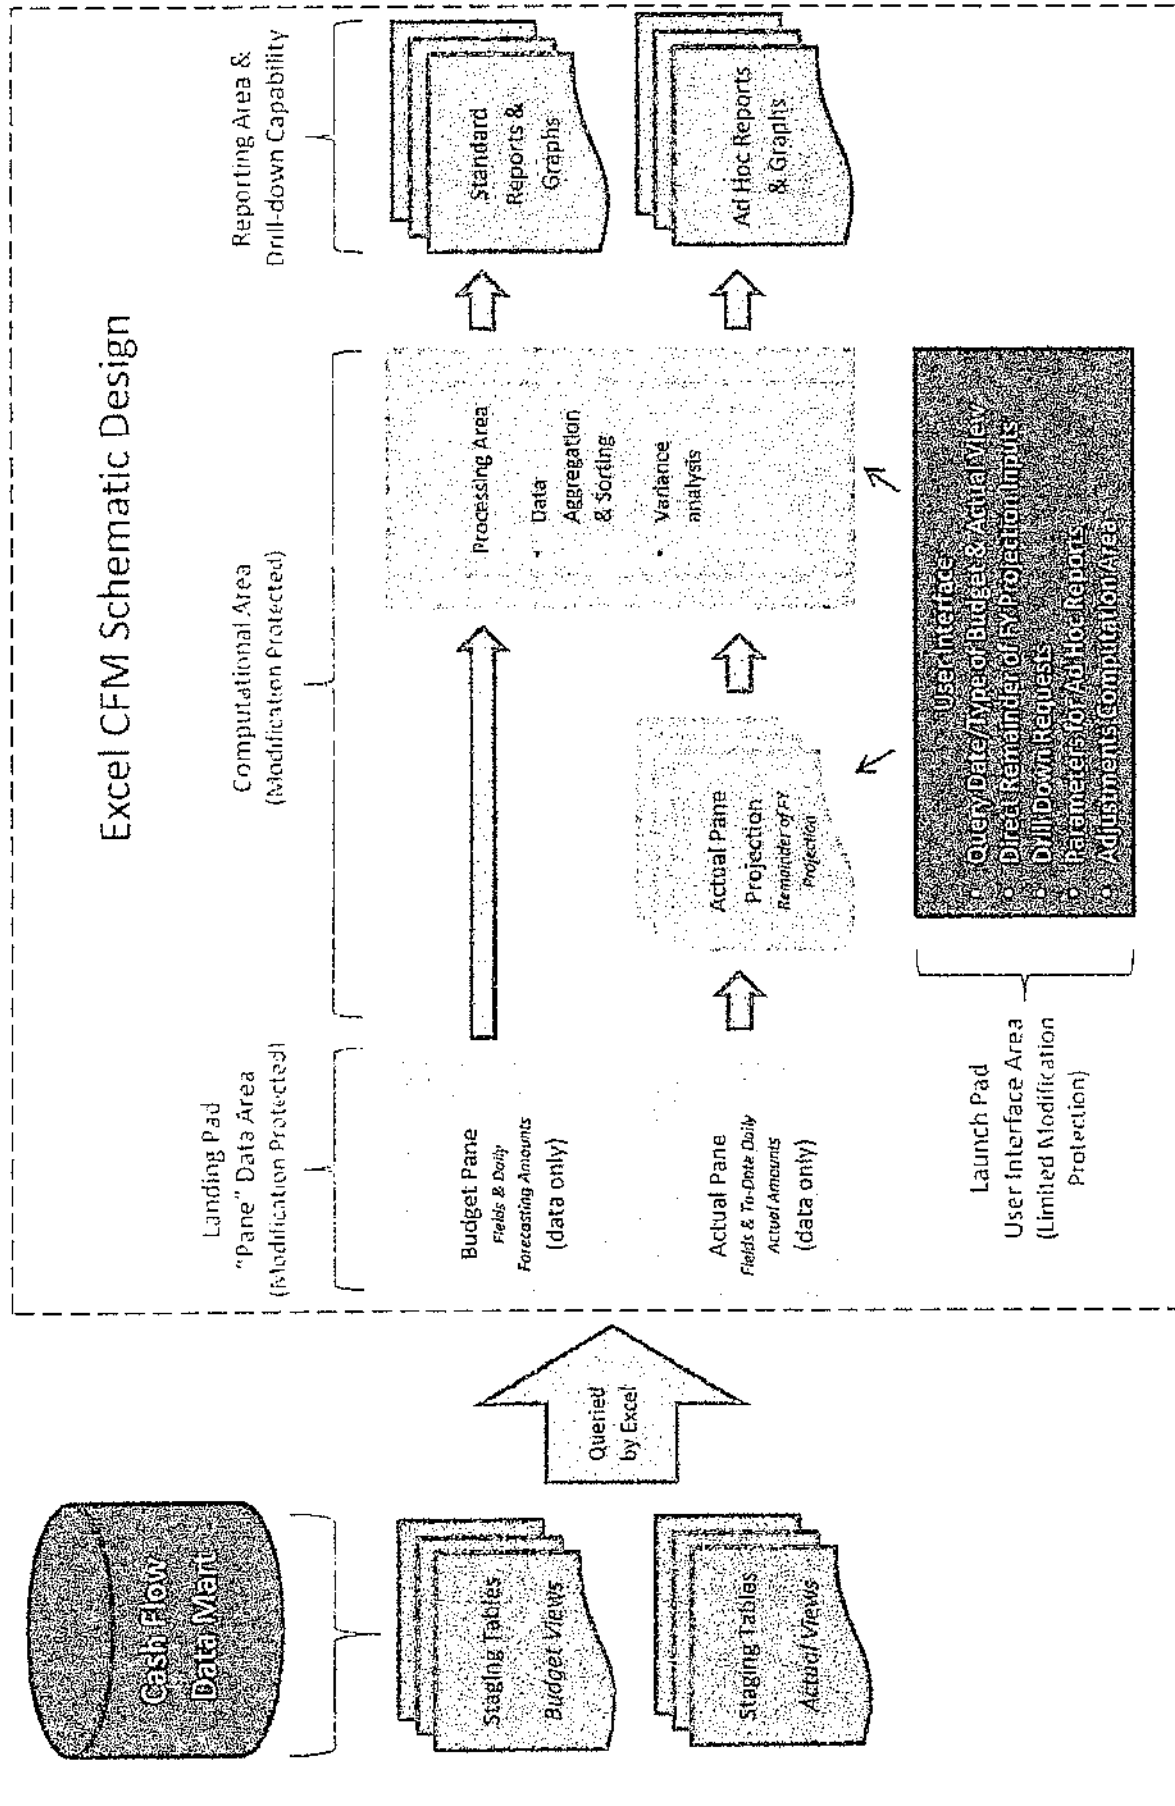 Excel CFM Schematic Design
Cash Flow
Data Mart
Staging Tables
Budget Views
Staging Tables
Actual Views
Queried
by Excel
Landing Pad
"Pane" Data Area
(Modification Protected)
Budget Pane
Fields & Daily
Forecasting Amounts
(data only)
Actual Pane
Fields & To-Date Daily
Actual Amounts
(data only)
Computational Area
(Modification Protected)
Actual Pane
Projection
Remainder of FY
Projection
Processing Area
• Data
Aggregation
& Sorting
• Variance
analysis
Reporting Area &
Drill-down Capability
Standard
Reports &
Graphs
Ad Hoc Reports
& Graphs
Launch Pad
User Interface Area
(Limited Modification
Protection)
User Interface
• Query Date/Type of Budget & Actual View
• Direct Remainder of FY Projection Inputs
• Drill Down Requests
• Parameters for Ad Hoc Reports
• Adjustments Computation Area